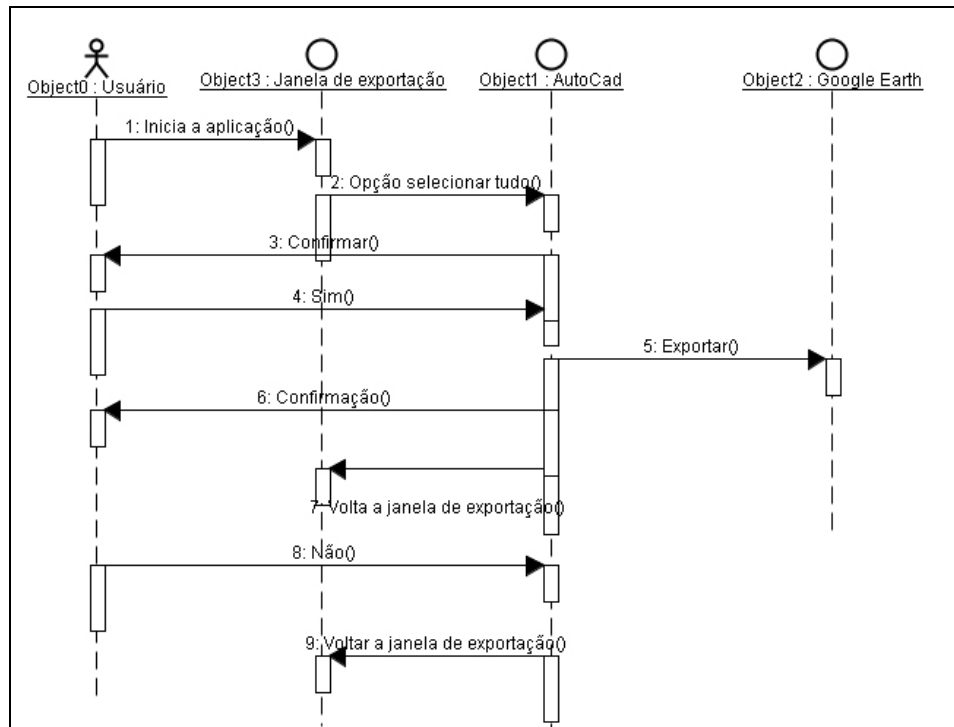 Object0 : Usuário
Object3 : Janela de exportação
Object1 : AutoCad
Object2 : Google Earth
1: Inicia a aplicação()
2: Opção selecionar tudo()
3: Confirmar()
4: Sim()
5: Exportar()
6: Confirmação()
7: Volta a janela de exportação()
8: Não()
9: Voltar a janela de exportação()